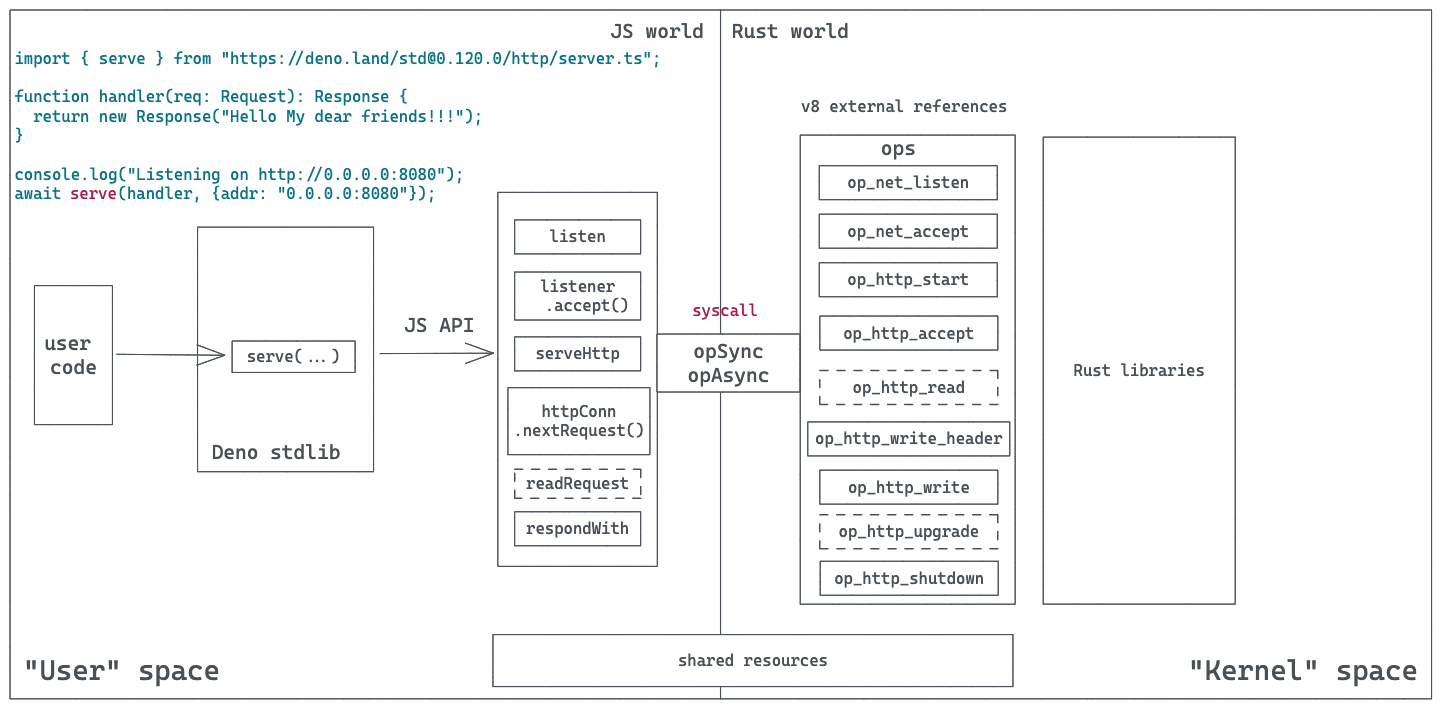 JS world
Rust world
import { serve } from "https://deno.land/std@0.120.0/http/server.ts";
function handler(req: Request): Response {
  return new Response("Hello My dear friends!!!");
}
console.log("Listening on http://0.0.0.0:8080");
await serve(handler, {addr: "0.0.0.0:8080"});
user
code
serve(...)
Deno stdlib
JS API
listen
listener
.accept()
serveHttp
httpConn
.nextRequest()
readRequest
respondWith
syscall
opSync
opAsync
v8 external references
ops
op_net_listen
op_net_accept
op_http_start
op_http_accept
op_http_read
op_http_write_header
op_http_write
op_http_upgrade
op_http_shutdown
Rust libraries
shared resources
"User" space
"Kernel" space